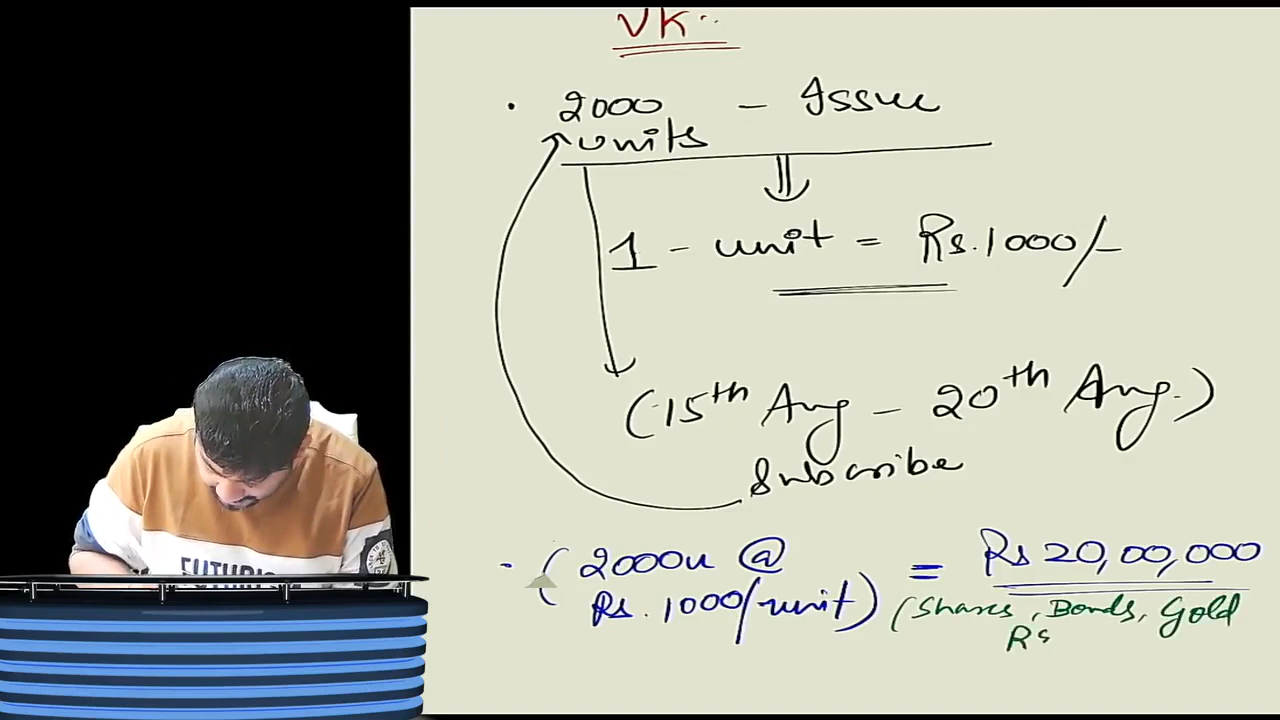 VK..
• 2000 - Issue
units
1 - unit = Rs.1000/-
(15th Aug - 20th Aug.)
Subscribe
• (2000u @ = Rs 20,00,000
Rs. 1000/unit) (Shares, Bonds, Gold
Rs